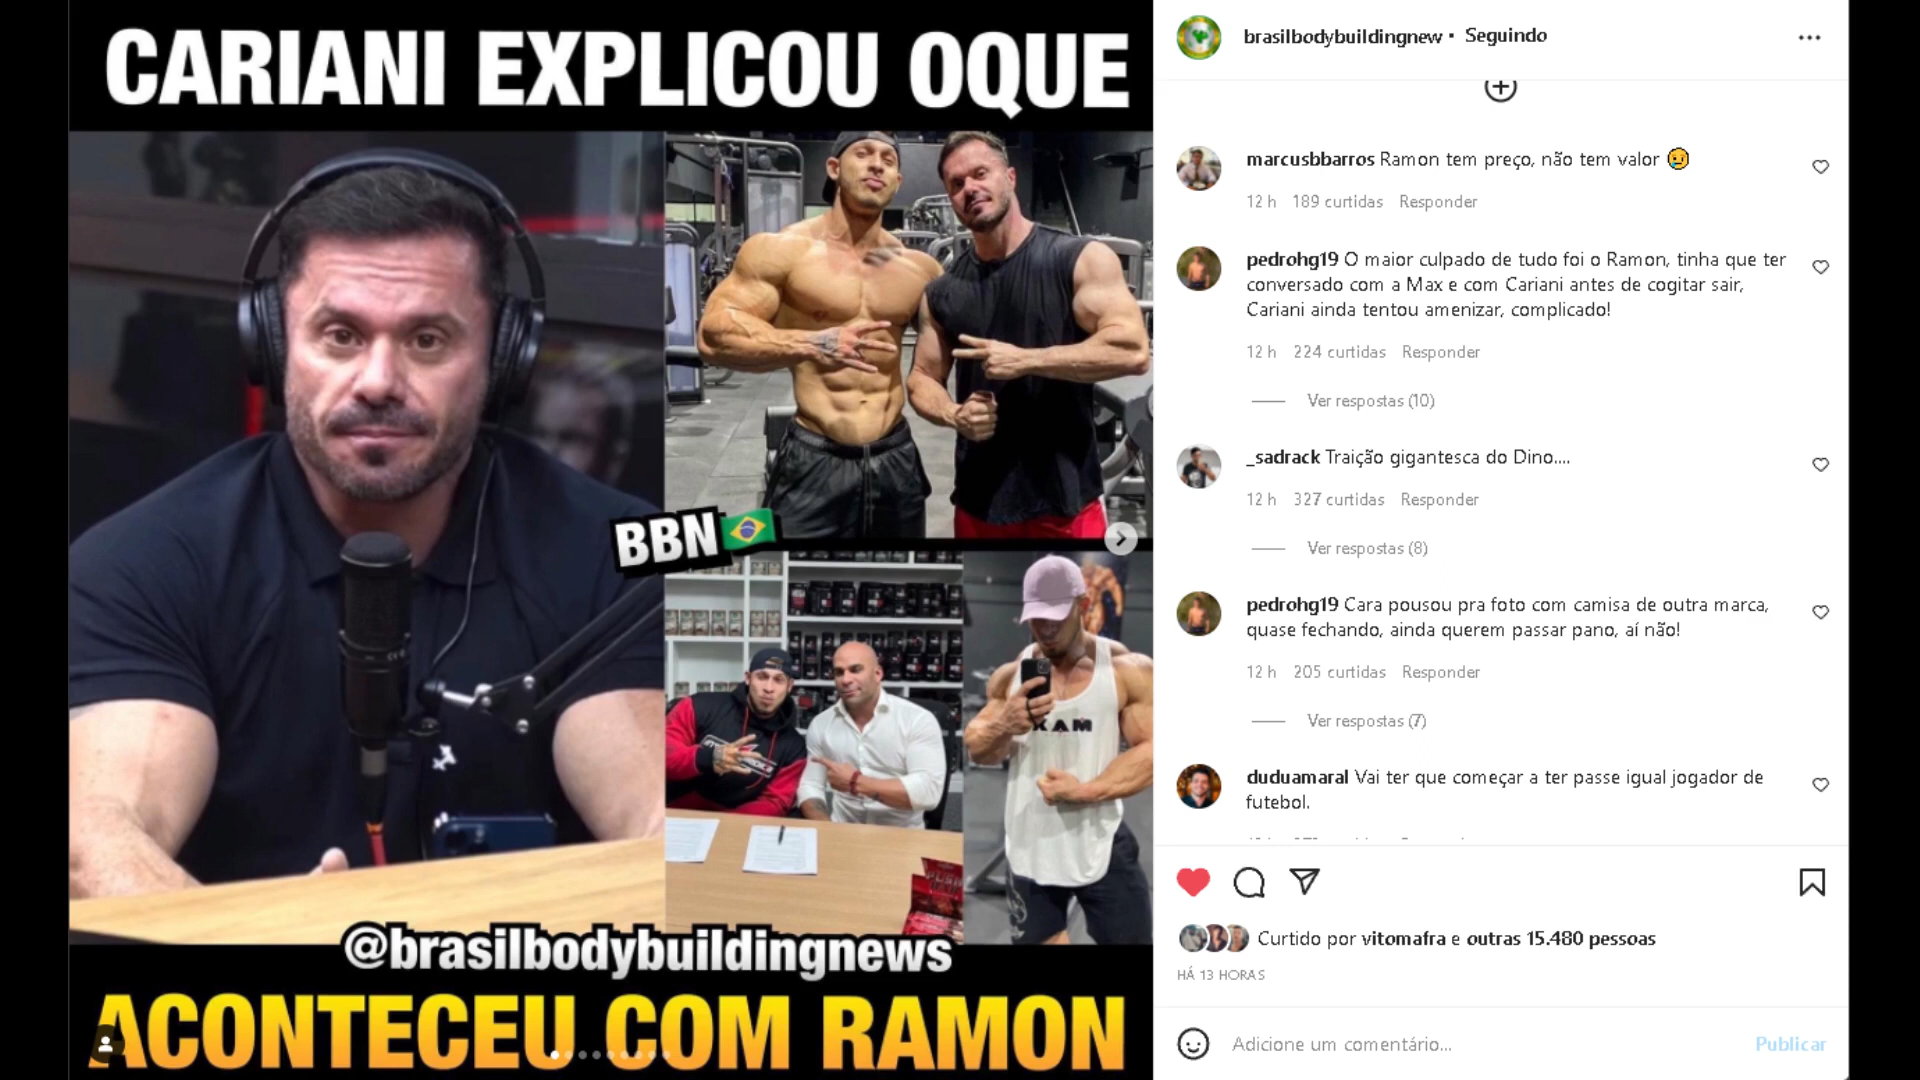 CARIANI EXPLICOU OQUE
BBN
KAM
@brasilbodybuildingnews
ACONTECEU COM RAMON
brasilbodybuildingnew • Seguindo
marcusbbarros Ramon tem preço, não tem valor 😥
12 h 189 curtidas Responder
pedrohg19 O maior culpado de tudo foi o Ramon, tinha que ter
conversado com a Max e com Cariani antes de cogitar sair,
Cariani ainda tentou amenizar, complicado!
12 h 224 curtidas Responder
Ver respostas (10)
_sadrack Traição gigantesca do Dino....
12 h 327 curtidas Responder
Ver respostas (8)
pedrohg19 Cara pousou pra foto com camisa de outra marca,
quase fechando, ainda querem passar pano, aí não!
12 h 205 curtidas Responder
Ver respostas (7)
duduamaral Vai ter que começar a ter passe igual jogador de
futebol.
Curtido por vitomafra e outras 15.480 pessoas
HÁ 13 HORAS
Adicione um comentário...
Publicar